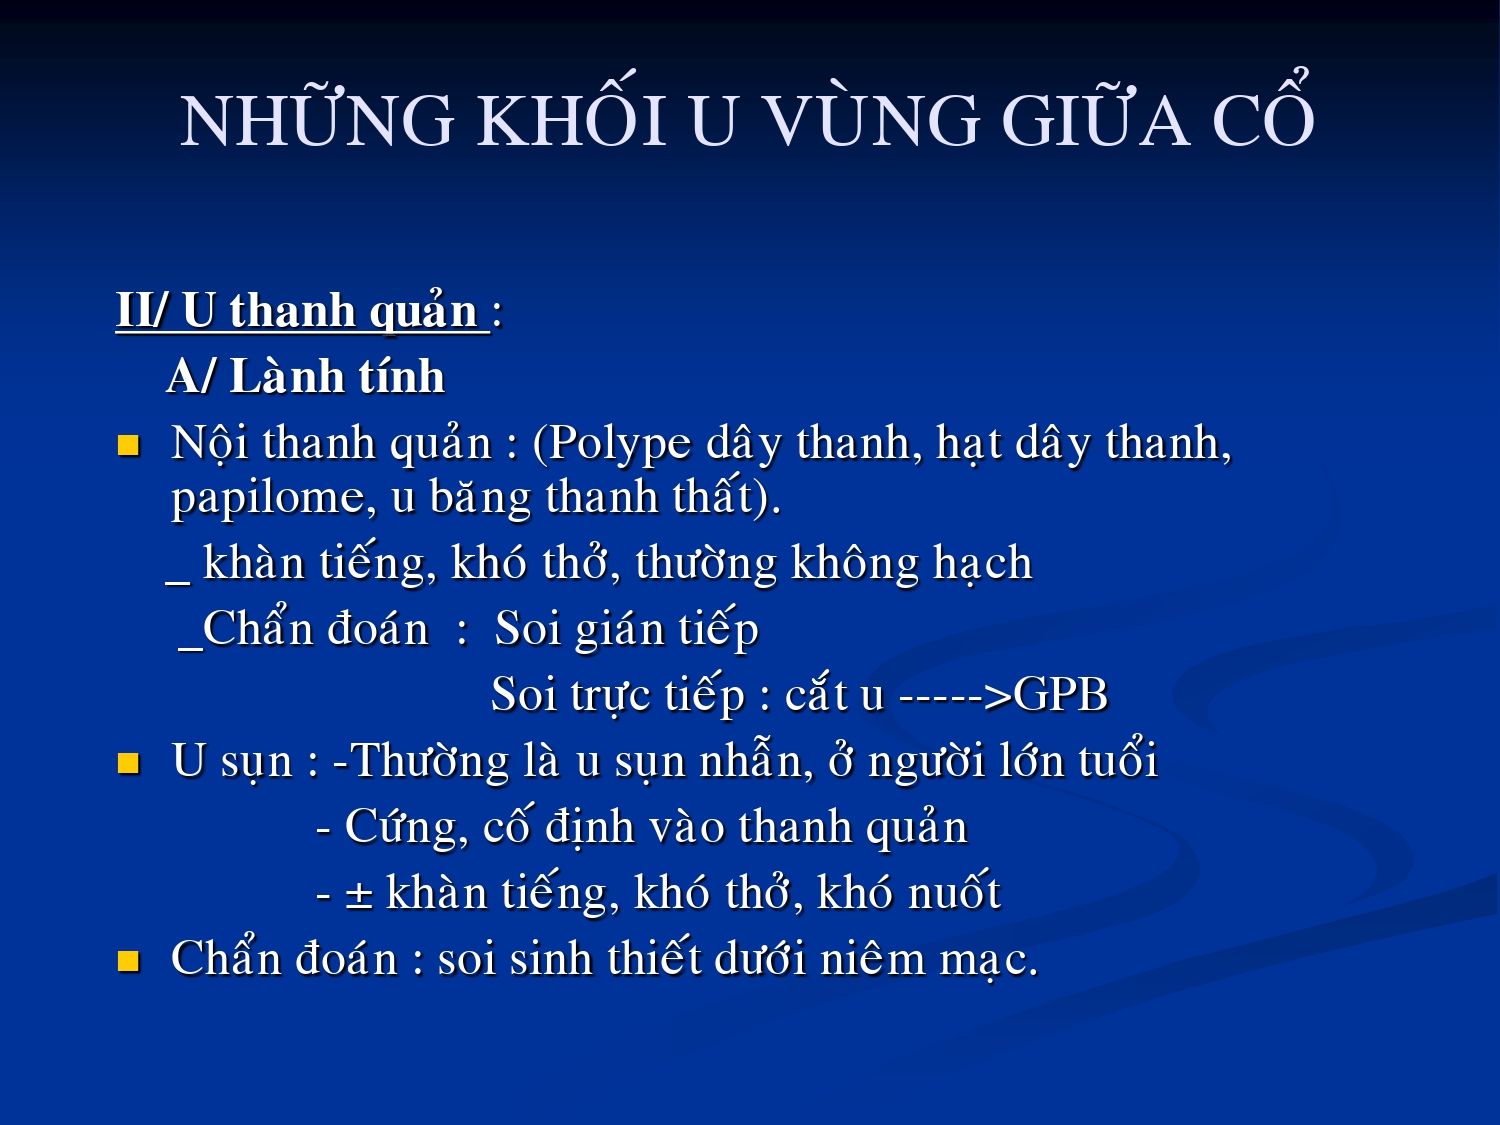 NHỮNG KHỐI U VÙNG GIỮA CỔ
II/ U thanh quản :
A/ Lành tính
Nội thanh quản : (Polype dây thanh, hạt dây thanh,
papilome, u băng thanh thất).
_ khàn tiếng, khó thở, thường không hạch
_Chẩn đoán : Soi gián tiếp
Soi trực tiếp : cắt u ----->GPB
U sụn : -Thường là u sụn nhẫn, ở người lớn tuổi
- Cứng, cố định vào thanh quản
- ± khàn tiếng, khó thở, khó nuốt
Chẩn đoán : soi sinh thiết dưới niêm mạc.